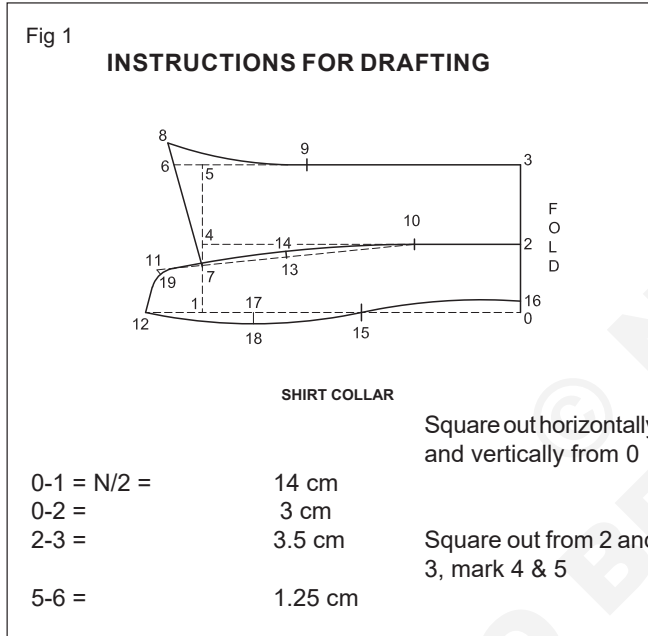 Fig 1
INSTRUCTIONS FOR DRAFTING
8
9
3
6
5
F
O
L
D
10
4
14
2
11
13
7
19
16
1
17
0
12
15
18
SHIRT COLLAR
Square out horizontally
and vertically from 0
0-1 = N/2 = 14 cm
0-2 = 3 cm
2-3 = 3.5 cm Square out from 2 and
3, mark 4 & 5
5-6 = 1.25 cm